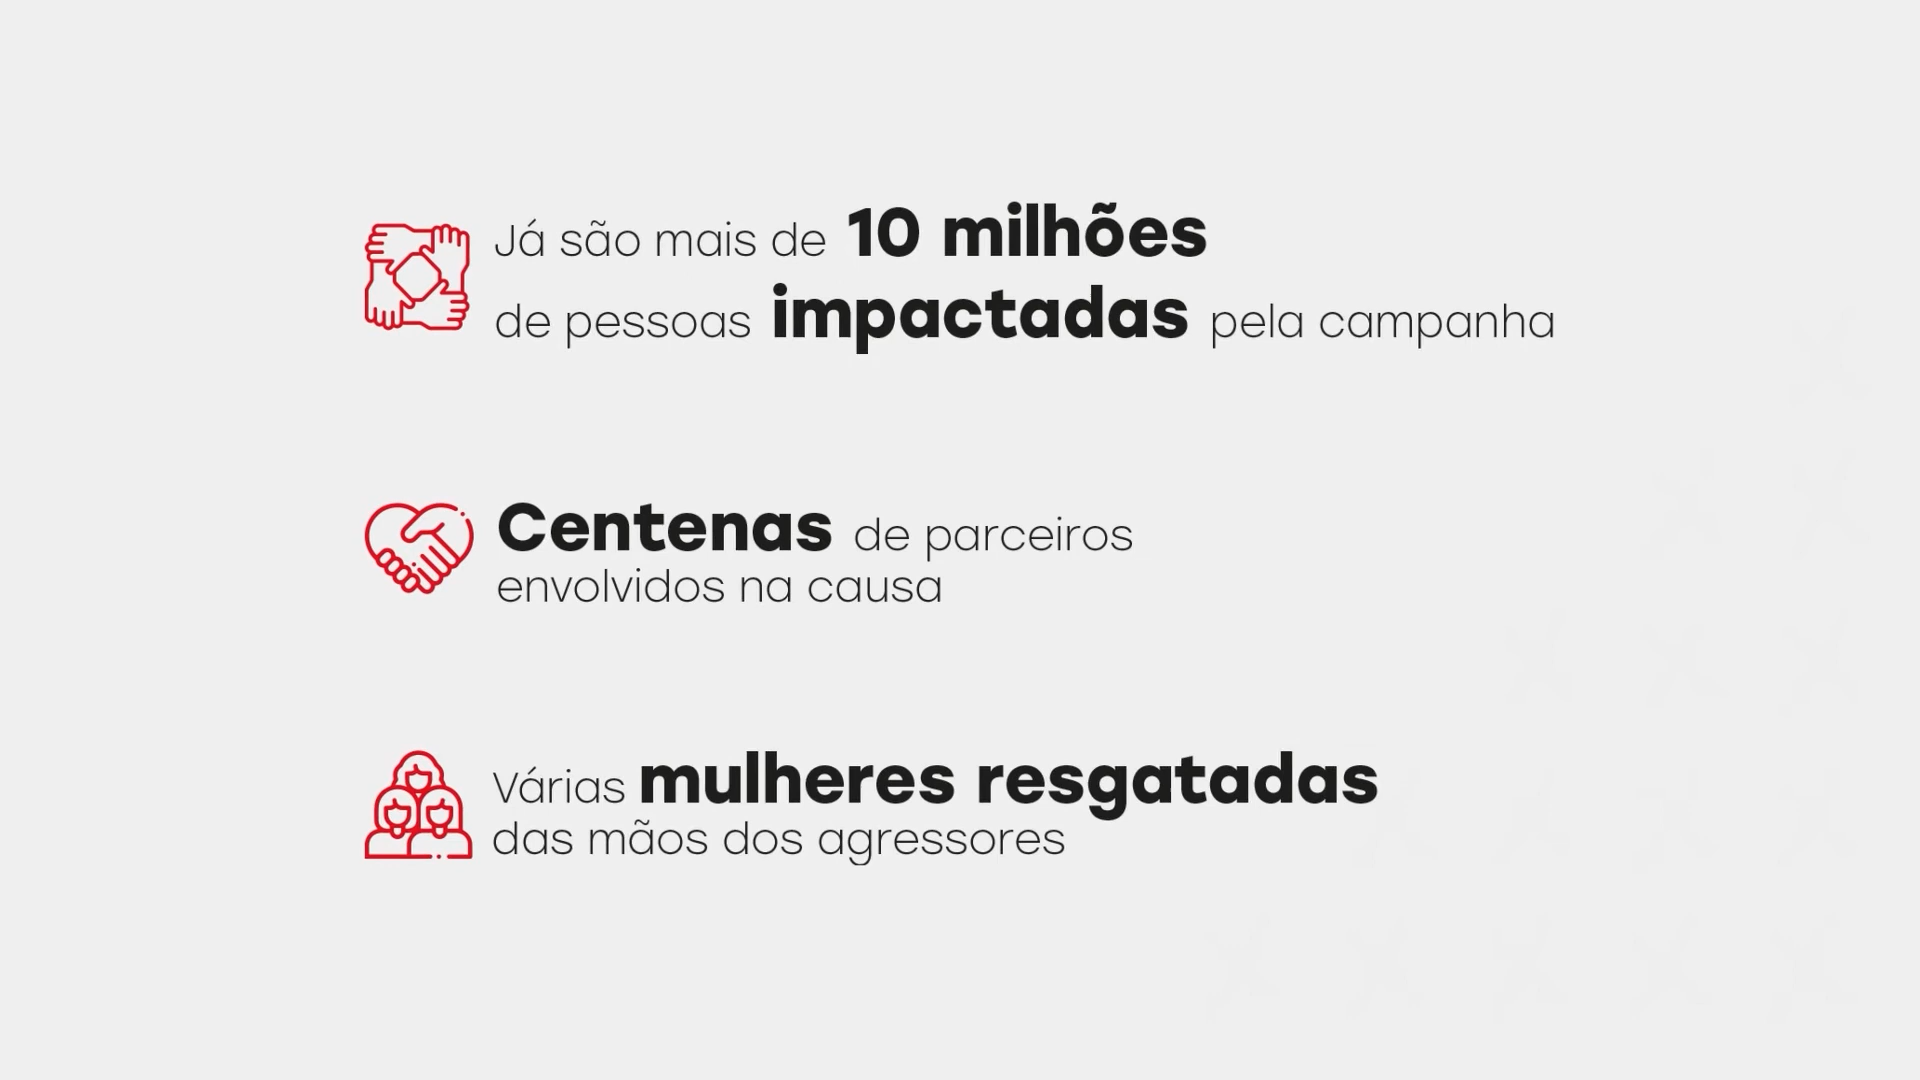 Já são mais de 10 milhões
de pessoas impactadas pela campanha
Centenas de parceiros
envolvidos na causa
Várias mulheres resgatadas
das mãos dos agressores